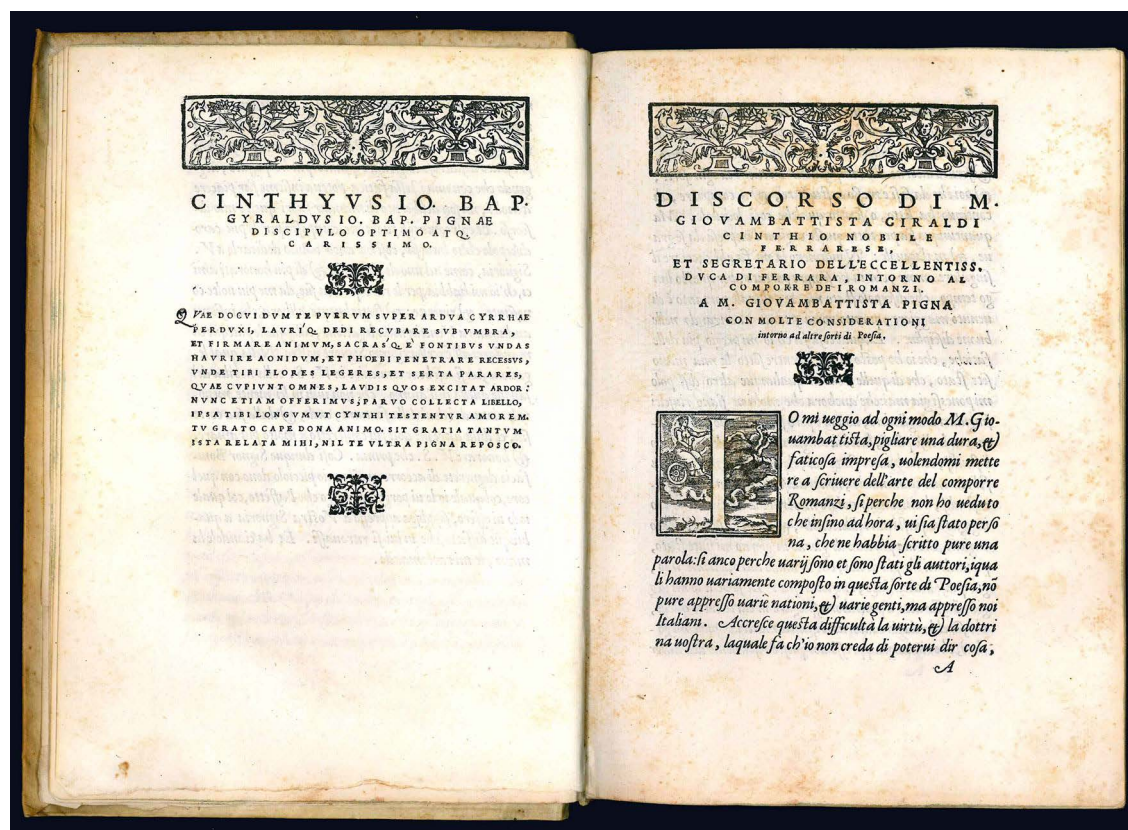 CINTHYVS IO. BAP.
GYRALDVS IO. BAP. PIGNAE
DISCIPVLO OPTIMO ATQ.
CARISSIMO.
QVAE DOCVI DVM TE PVERVM SVPER ARDVA CYRRHAE
PERDVXI, LAVRI'Q. DEDI RECVBARE SVB VMBRA,
ET FIRMARE ANIMVM, SACRAS'Q. E' FONTIBVS VNDAS
HAVRIRE AONIDVM, ET PHOEBI PENETRARE RECESSVS,
VNDE TIBI FLORES LEGERES, ET SERTA PARARES,
QVAE CVPIVNT OMNES, LAVDIS QVOS EXCITAT ARDOR:
NVNC ETIAM OFFERIMVS, PARVO COLLECTA LIBELLO,
IPSA TIBI LONGVM VT CYNTHI TESTENTVR AMOREM.
TV GRATO CAPE DONA ANIMO. SIT GRATIA TANTVM
ISTA RELATA MIHI, NIL TE VLTRA PIGNA REPOSCO.
DISCORSO DI M.
GIOVAMBATTISTA GIRALDI
CINTHIO NOBILE
FERRARESE,
ET SEGRETARIO DELL'ECCELLENTISS.
DVCA DI FERRARA, INTORNO AL
COMPORRE DE I ROMANZI.
A M. GIOVAMBATTISTA PIGNA
CON MOLTE CONSIDERATIONI
intorno ad altre sorti di Poesia.
IO mi ueggio ad ogni modo M. Gio-
uambattista, pigliare una dura, &
faticosa impresa, uolendomi mette
re a scriuere dell'arte del comporre
Romanzi, si perche non ho ueduto
che insino ad hora, ui sia stato perso
na, che ne habbia scritto pure una
parola: si anco perche uarij sono et sono stati gli auttori, iqua
li hanno uariamente composto in questa sorte di Poesia, nõ
pure appresso uarie nationi, & uarie genti, ma appresso noi
Italiani. Accresce questa difficultà la uirtù, & la dottri
na uostra, laquale fa ch'io non creda di poterui dir cosa,
A